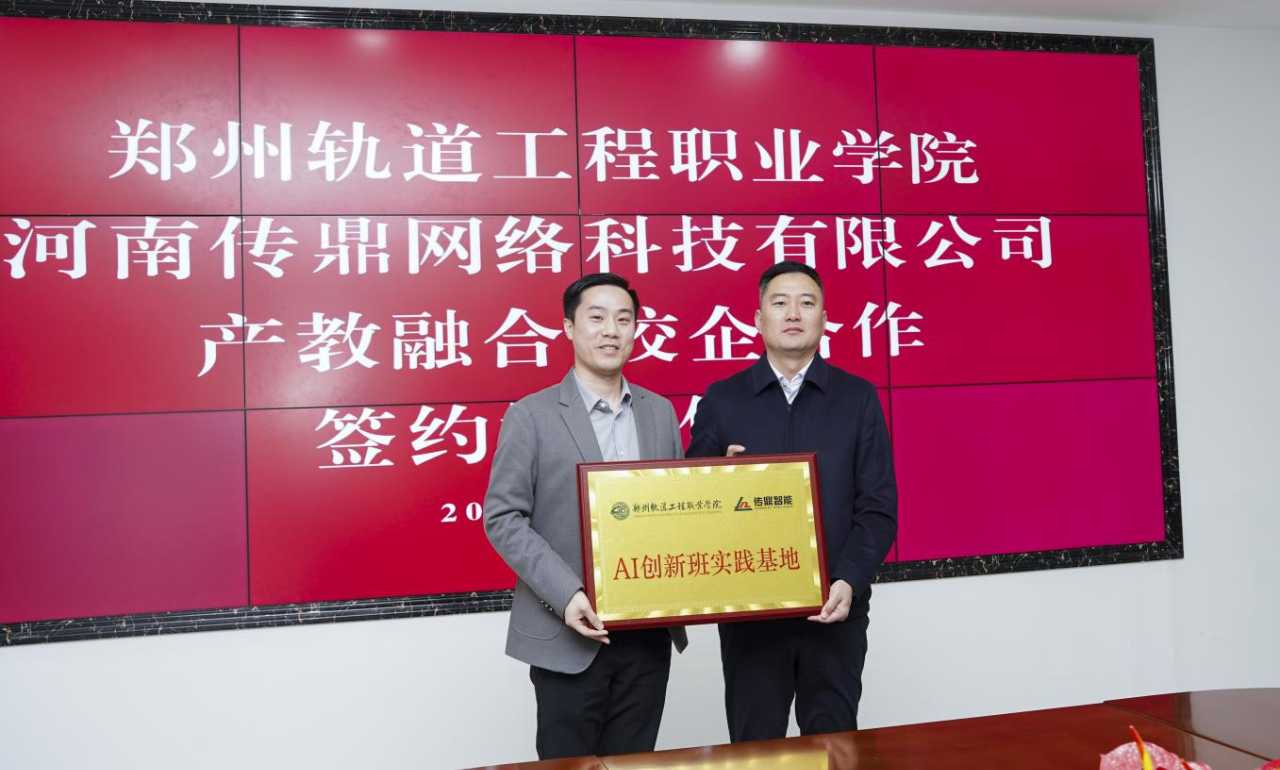 郑州轨道工程职业学院
河南传鼎网络科技有限公司
产教融合 校企合作
签约
20
郑州轨道工程职业学院
传鼎智能
AI创新班实践基地